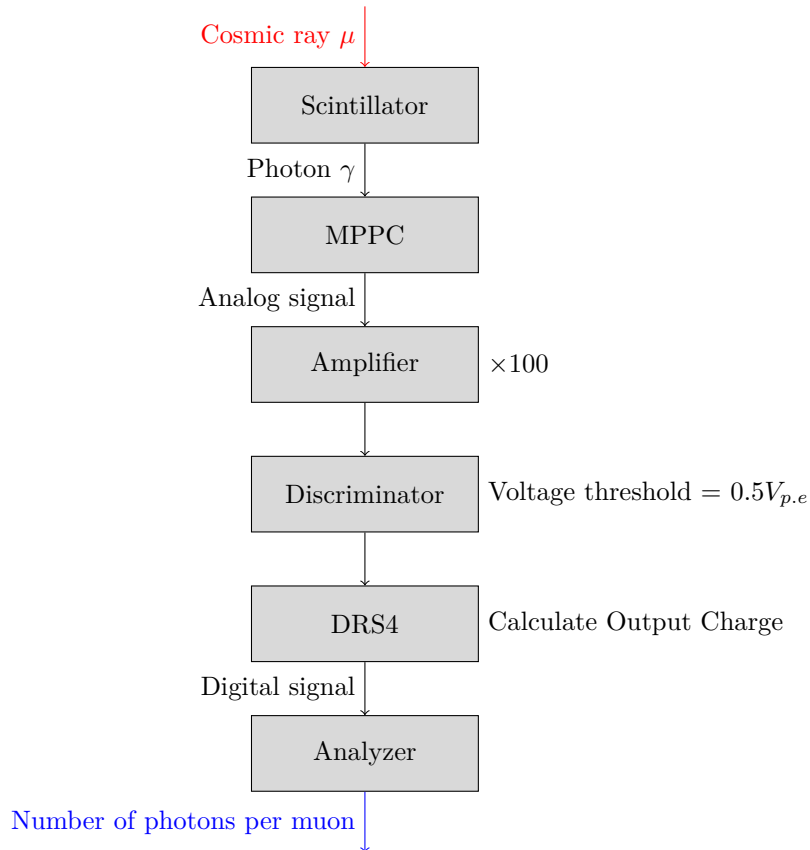 Cosmic ray μ
Scintillator
Photon γ
MPPC
Analog signal
Amplifier ×100
Discriminator Voltage threshold = 0.5V_{p.e}
DRS4 Calculate Output Charge
Digital signal
Analyzer
Number of photons per muon